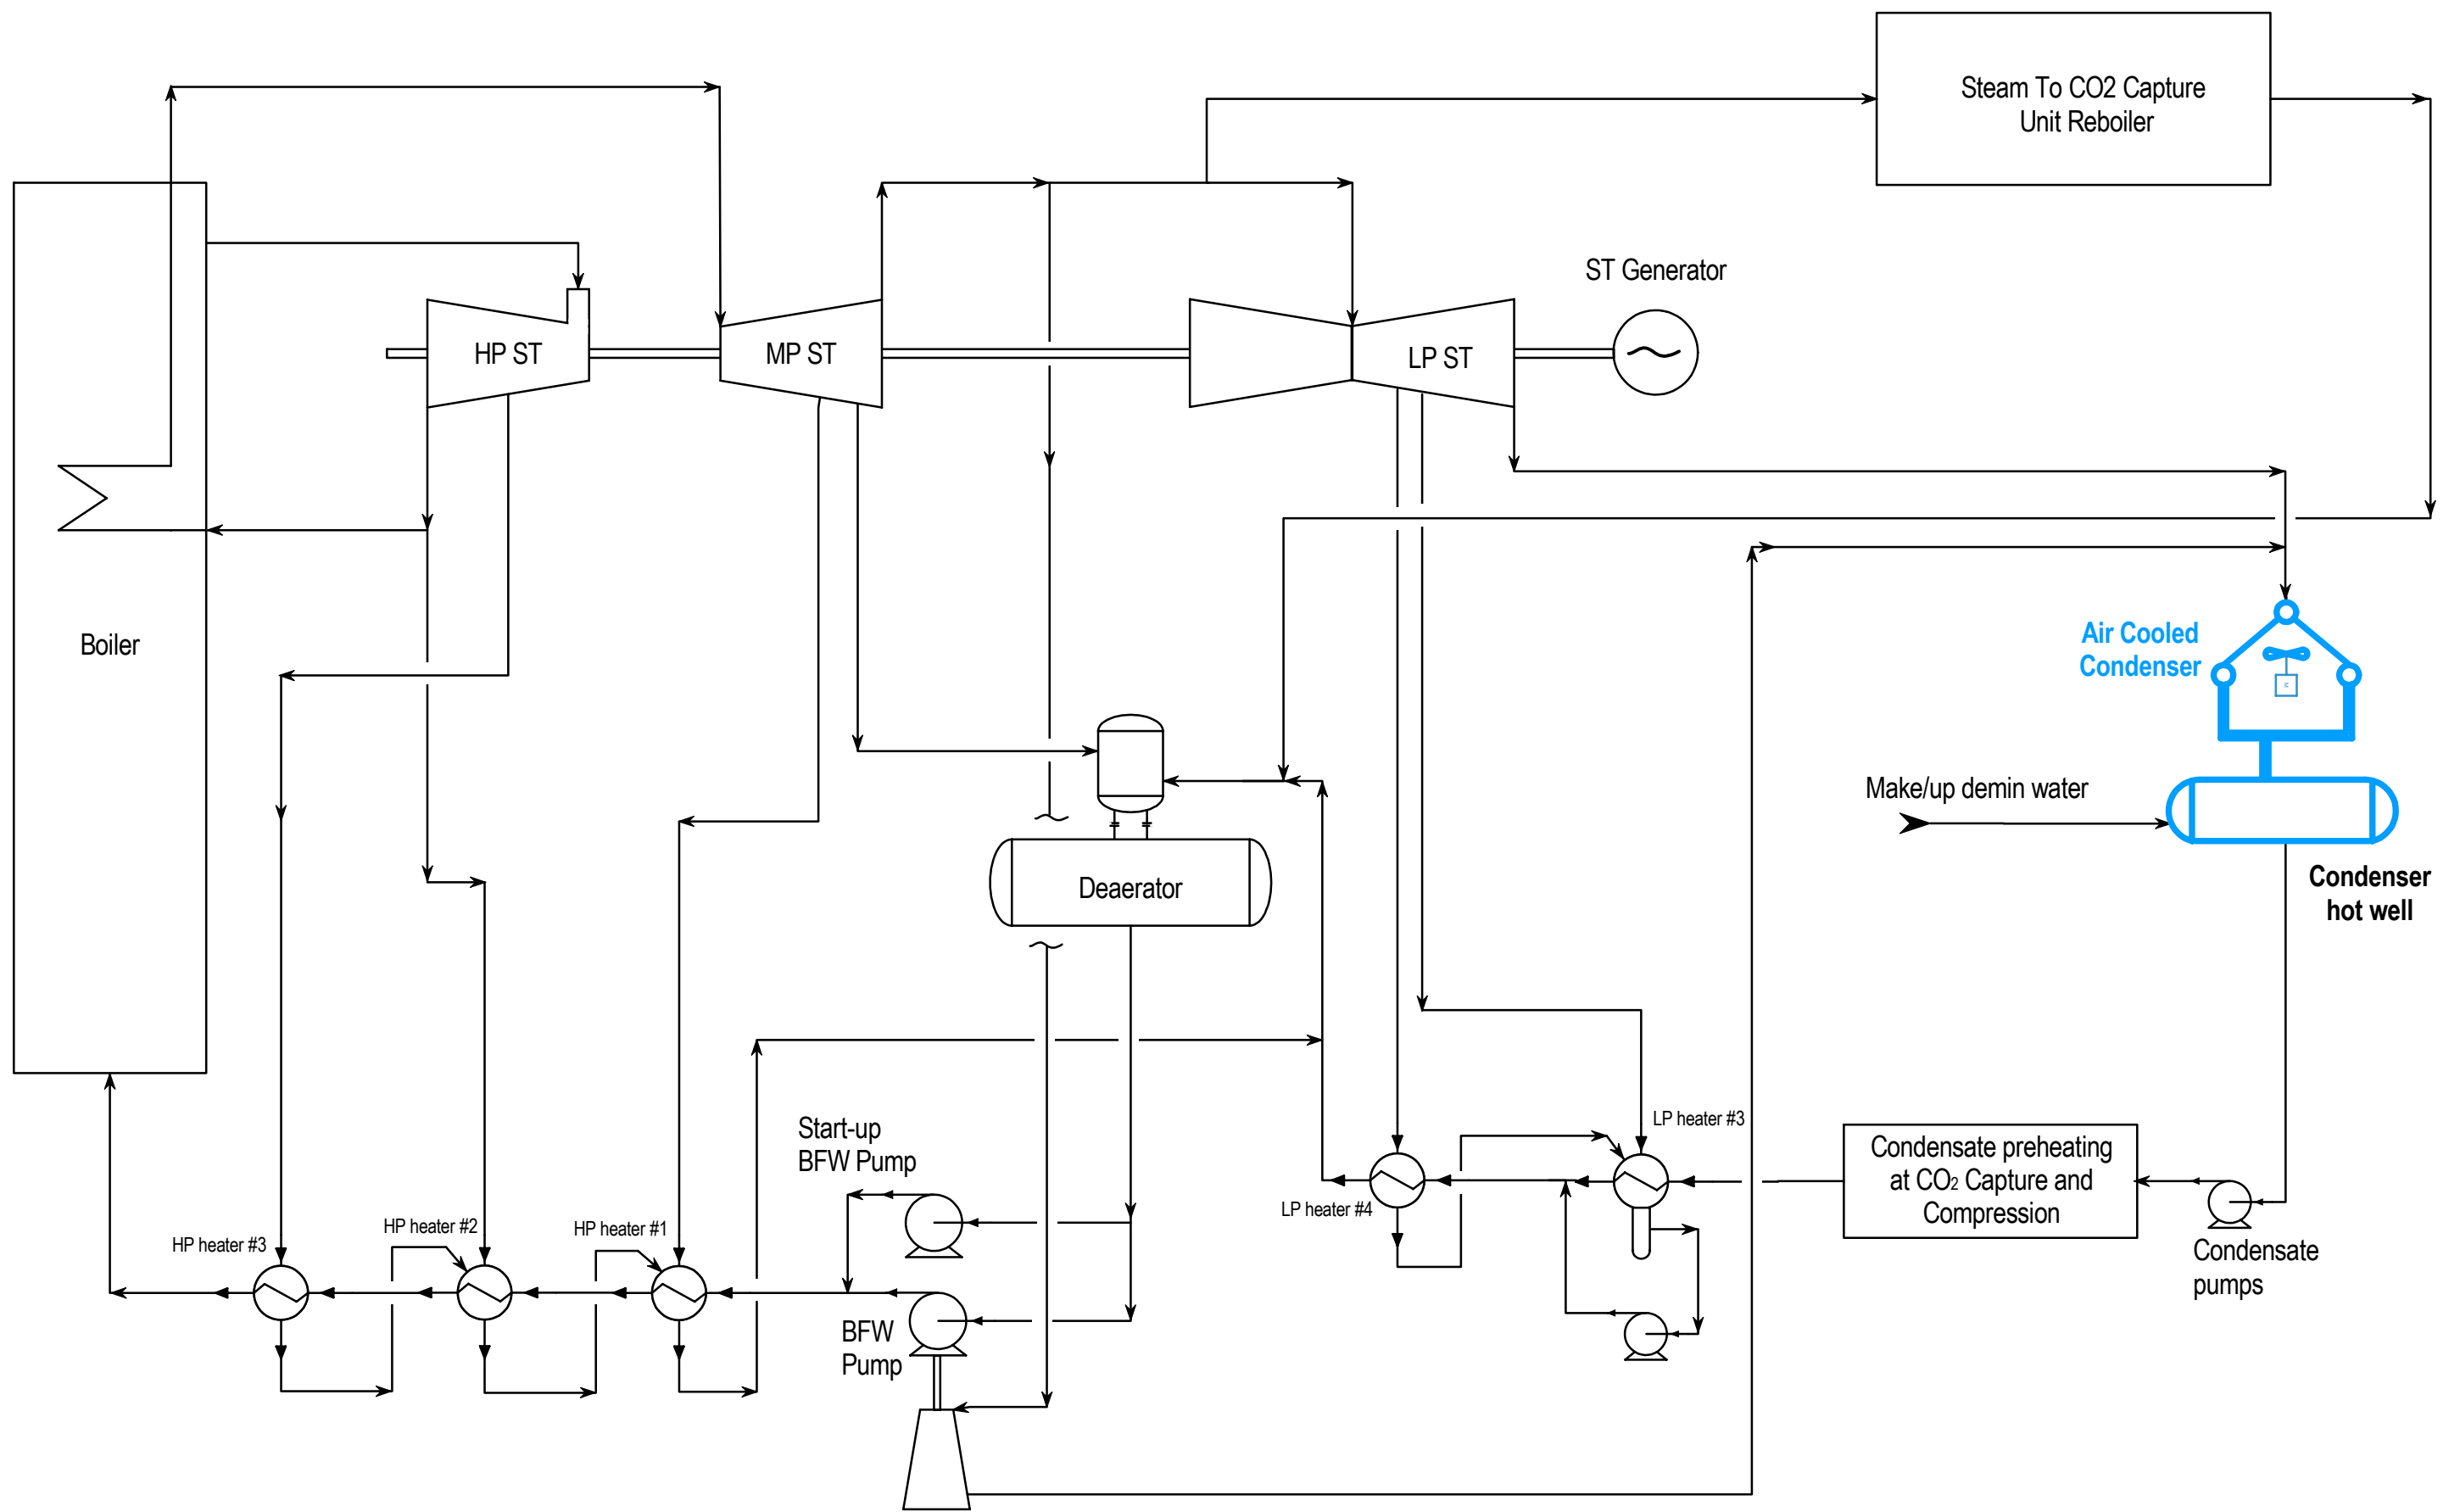 Steam To CO2 Capture
Unit Reboiler
ST Generator
HP ST
MP ST
LP ST
Boiler
Air Cooled
Condenser
Make/up demin water
Deaerator
Condenser
hot well
Start-up
BFW Pump
LP heater #3
Condensate preheating
at CO2 Capture and
Compression
LP heater #4
HP heater #3
HP heater #2
HP heater #1
Condensate
pumps
BFW
Pump